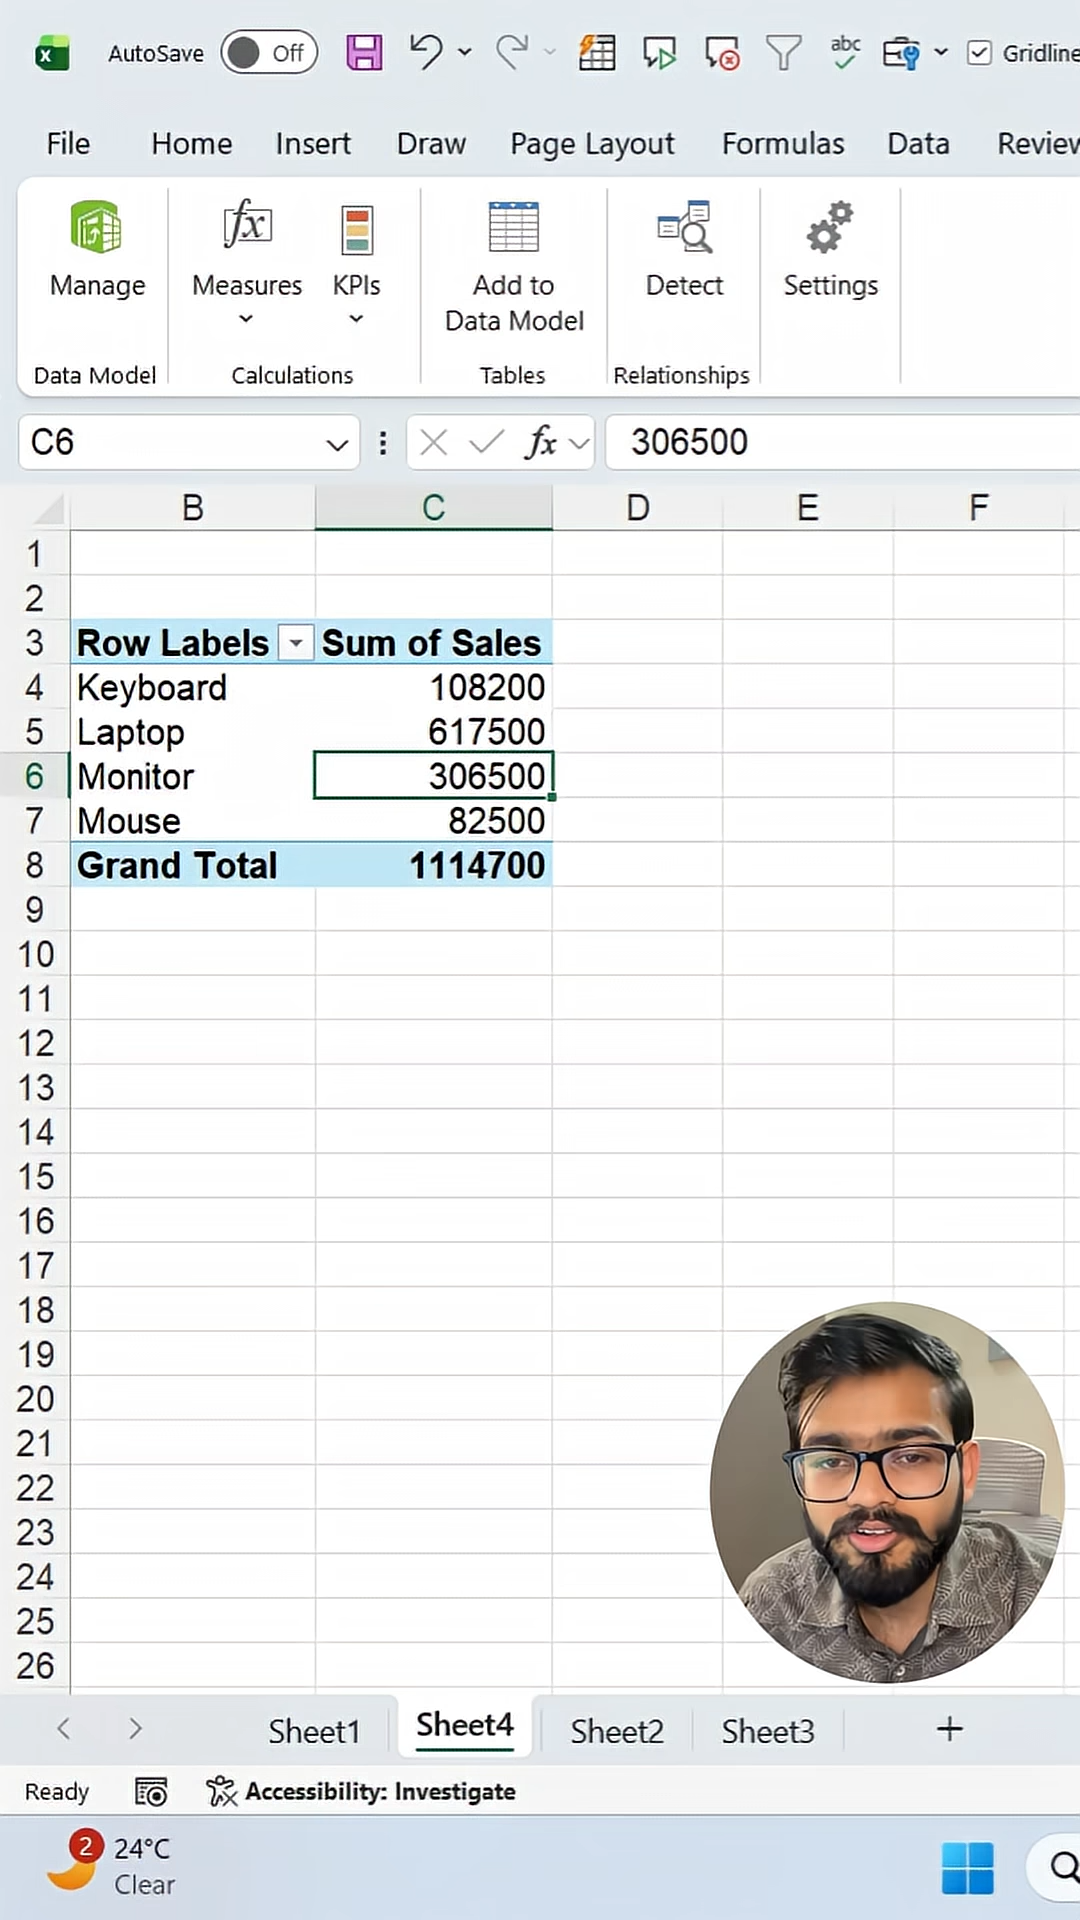 AutoSave Off abc Gridline
File Home Insert Draw Page Layout Formulas Data Review
fx
Manage Measures KPIs Add to Data Model Detect Settings
Data Model Calculations Tables Relationships
C6 fx 306500
B C D E F
1
2
3 Row Labels Sum of Sales
4 Keyboard 108200
5 Laptop 617500
6 Monitor 306500
7 Mouse 82500
8 Grand Total 1114700
9
10
11
12
13
14
15
16
17
18
19
20
21
22
23
24
25
26
Sheet1 Sheet4 Sheet2 Sheet3
Ready Accessibility: Investigate
2 24°C
Clear